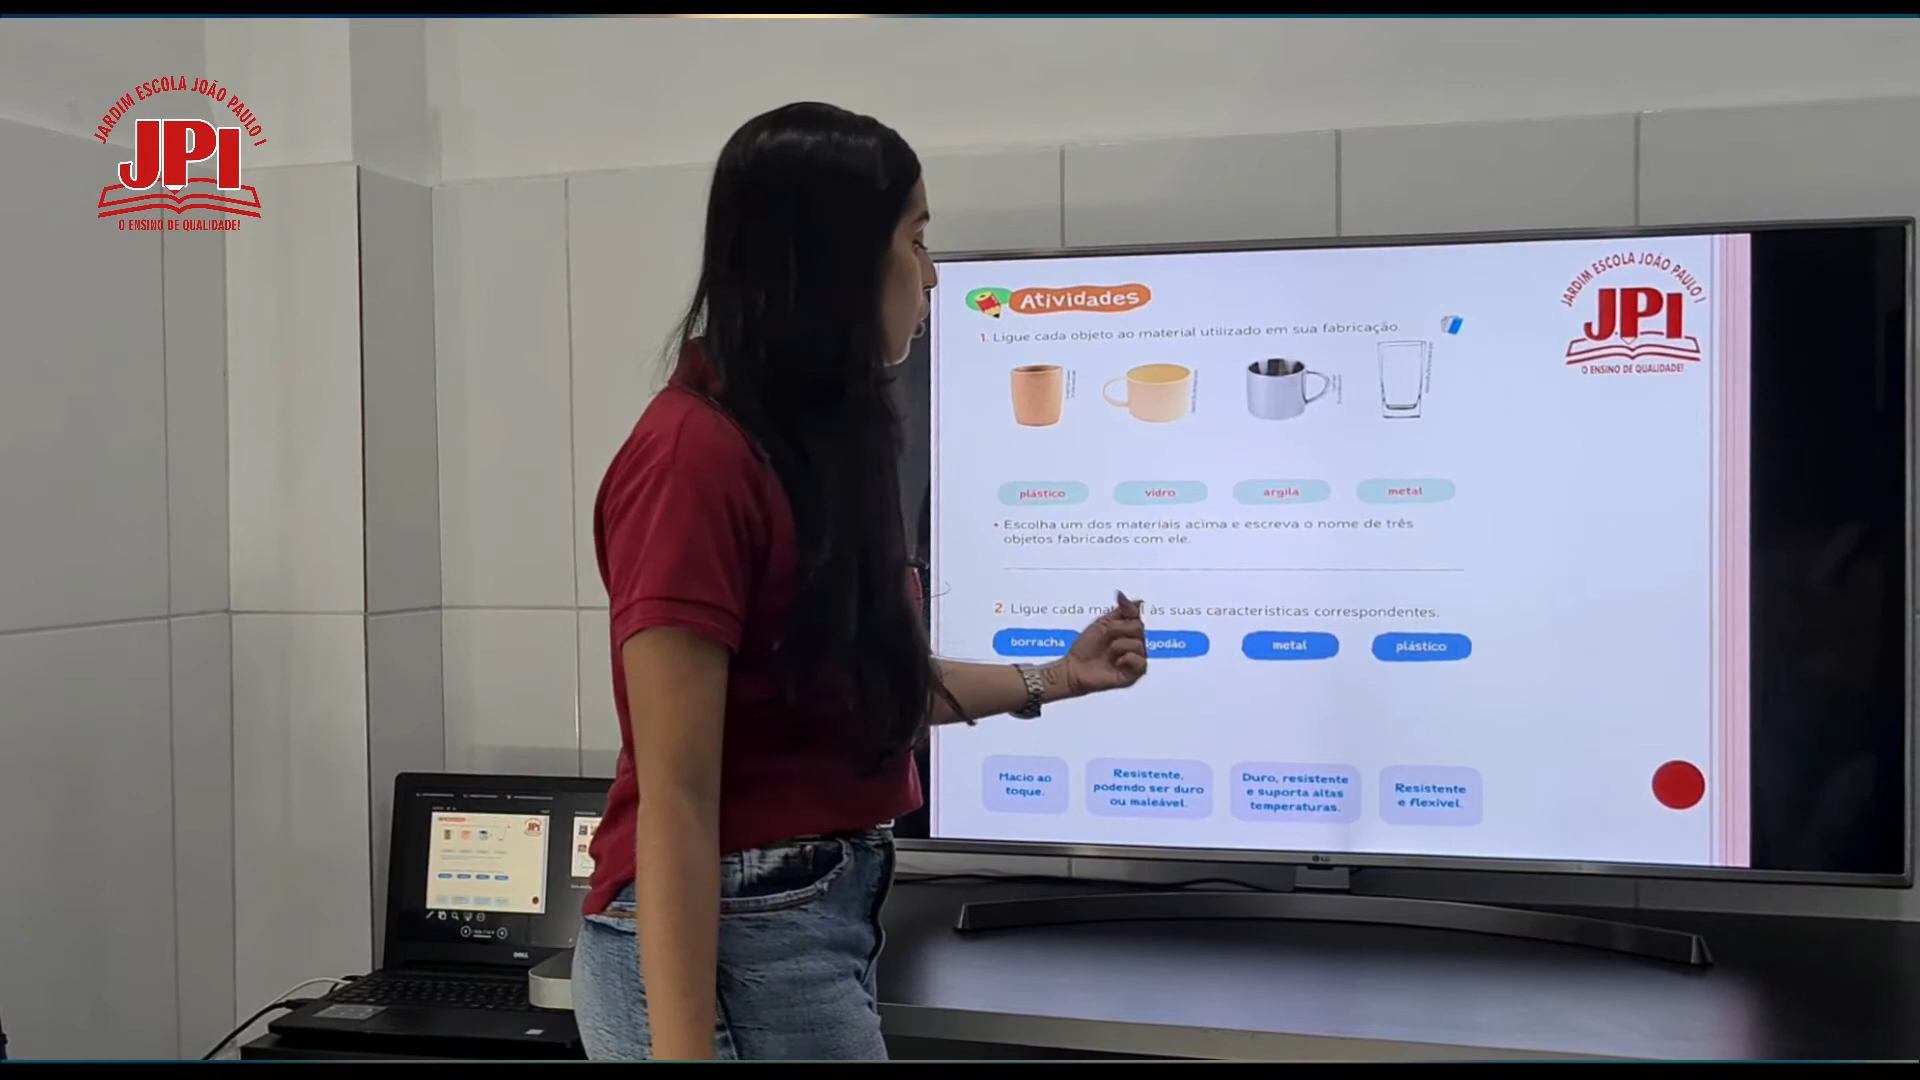 JARDIM ESCOLA JOÃO PAULO I
JPI
O ENSINO DE QUALIDADE!
Atividades
1. Ligue cada objeto ao material utilizado em sua fabricação.
JARDIM ESCOLA JOÃO PAULO I
JPI
O ENSINO DE QUALIDADE!
plástico
vidro
argila
metal
• Escolha um dos materiais acima e escreva o nome de três
objetos fabricados com ele.
2. Ligue cada às suas características correspondentes.
borracha
metal
plástico
Macio ao
toque.
Resistente,
podendo ser duro
ou maleável.
Duro, resistente
e suporta altas
temperaturas.
Resistente
e flexível.
LG
JPI
DELL